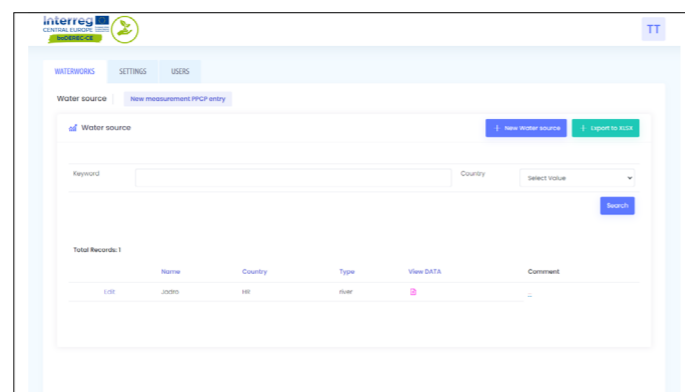 Interreg
CENTRAL EUROPE
boDEREC-CE
TT
WATERWORKS SETTINGS USERS
Water source New measurement PPCP entry
Water source
+ New Water source
Export to XLSX
Keyword
Country Select Value
Search
Total Records: 1
Name Country Type View DATA Comment
Edit Jadro HR River ...